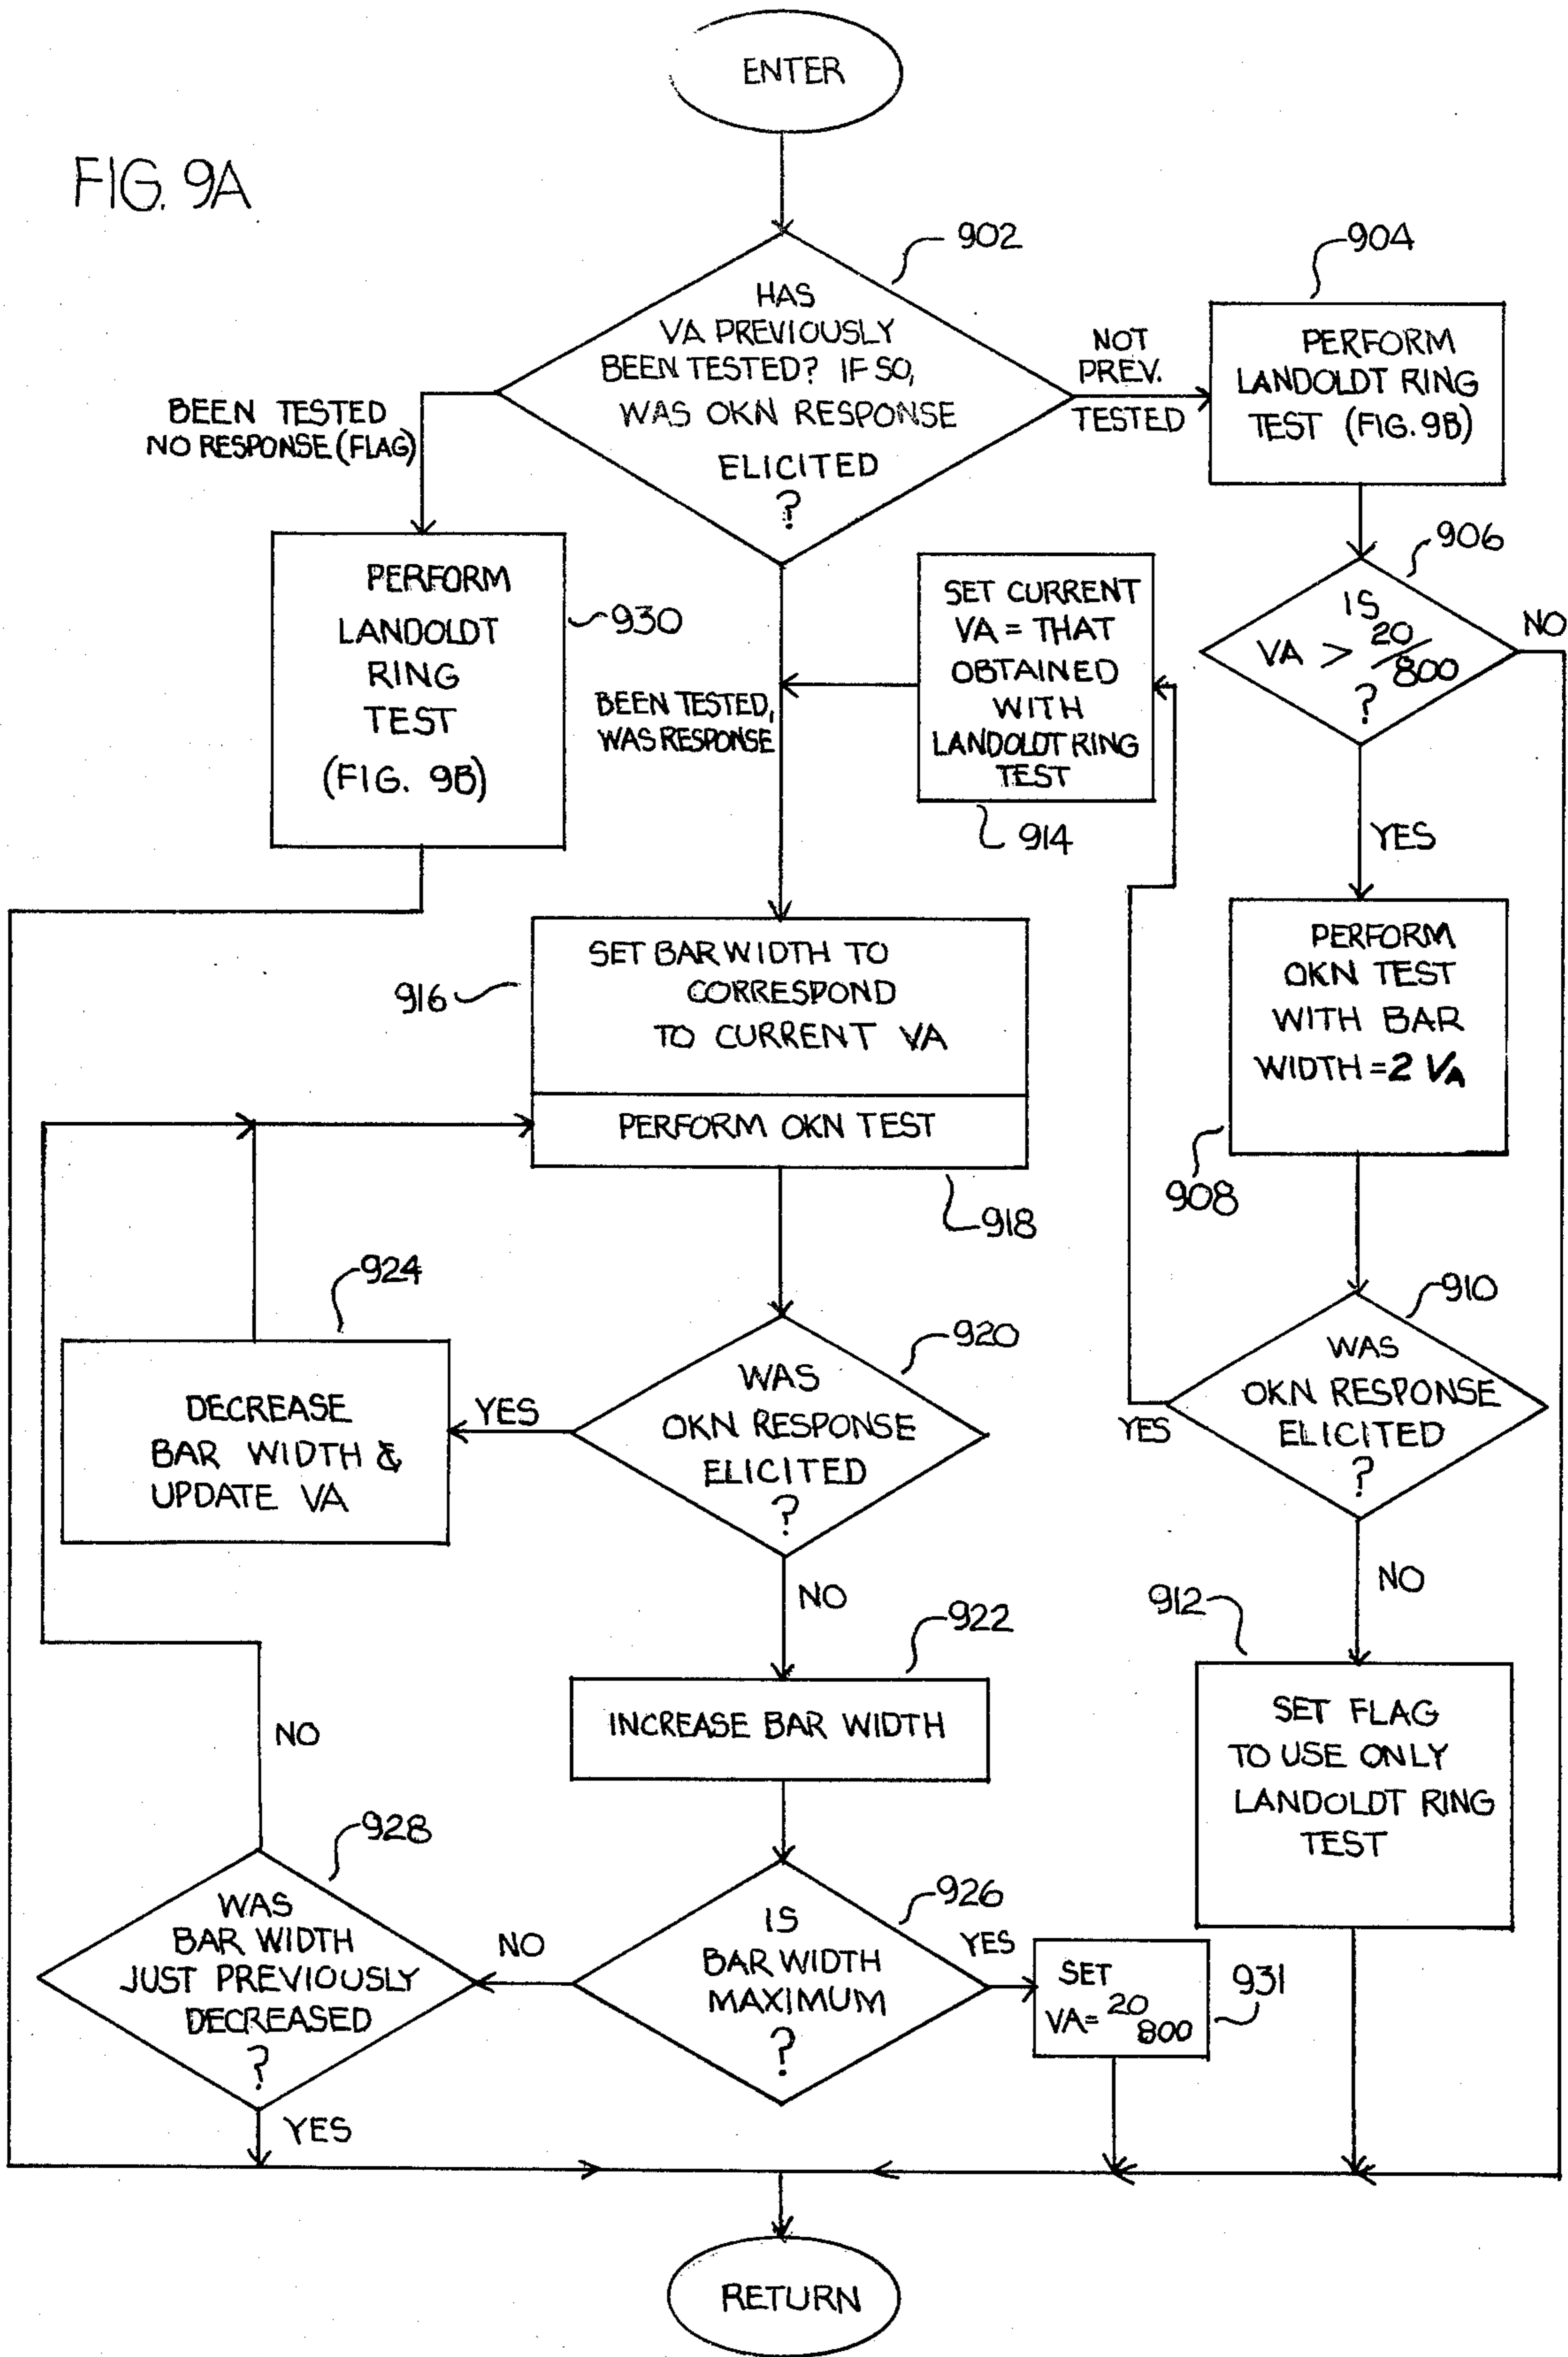 ENTER
FIG. 9A
902
904
HAS
VA PREVIOUSLY
BEEN TESTED? IF SO,
WAS OKN RESPONSE
ELICITED
?
NOT
PREV.
TESTED
PERFORM
LANDOLDT RING
TEST (FIG. 9B)
BEEN TESTED
NO RESPONSE (FLAG)
906
IS
VA > 20/800
?
NO
YES
PERFORM
LANDOLDT
RING
TEST
(FIG. 9B)
930
SET CURRENT
VA = THAT
OBTAINED
WITH
LANDOLDT RING
TEST
914
BEEN TESTED,
WAS RESPONSE
916
SET BAR WIDTH TO
CORRESPOND
TO CURRENT VA
PERFORM OKN TEST
918
PERFORM
OKN TEST
WITH BAR
WIDTH = 2 VA
908
924
DECREASE
BAR WIDTH &
UPDATE VA
YES
920
WAS
OKN RESPONSE
ELICITED
?
NO
910
WAS
OKN RESPONSE
ELICITED
?
YES
NO
922
INCREASE BAR WIDTH
912
SET FLAG
TO USE ONLY
LANDOLDT RING
TEST
NO
928
WAS
BAR WIDTH
JUST PREVIOUSLY
DECREASED
?
YES
NO
926
IS
BAR WIDTH
MAXIMUM
?
YES
SET
VA= 20 800
931
RETURN